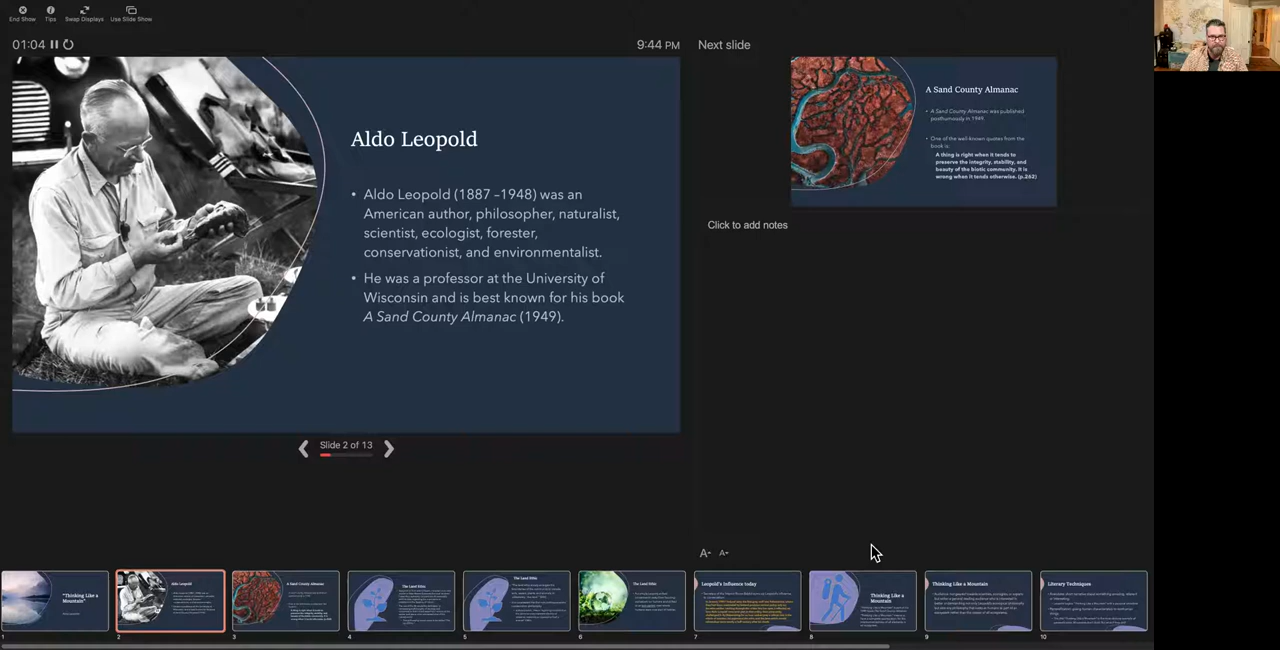 End Show
Tips
Swap Displays
Use Slide Show
01:04
9:44 PM
Aldo Leopold
• Aldo Leopold (1887 –1948) was an
American author, philosopher, naturalist,
scientist, ecologist, forester,
conservationist, and environmentalist.
• He was a professor at the University of
Wisconsin and is best known for his book
A Sand County Almanac (1949).
Slide 2 of 13
Next slide
A Sand County Almanac
• A Sand County Almanac was published
posthumously in 1949.
• One of the well-known quotes from the
book is:
A thing is right when it tends to
preserve the integrity, stability, and
beauty of the biotic community. It is
wrong when it tends otherwise. (p.262)
Click to add notes
A A
"Thinking Like a
Mountain"
1
Aldo Leopold
2
A Sand County Almanac
3
The Land Ethic
4
The Land Ethic
5
The Land Ethic
6
Leopold's Influence today
7
Thinking Like a
Mountain
8
Thinking Like a Mountain
9
Literary Techniques
10